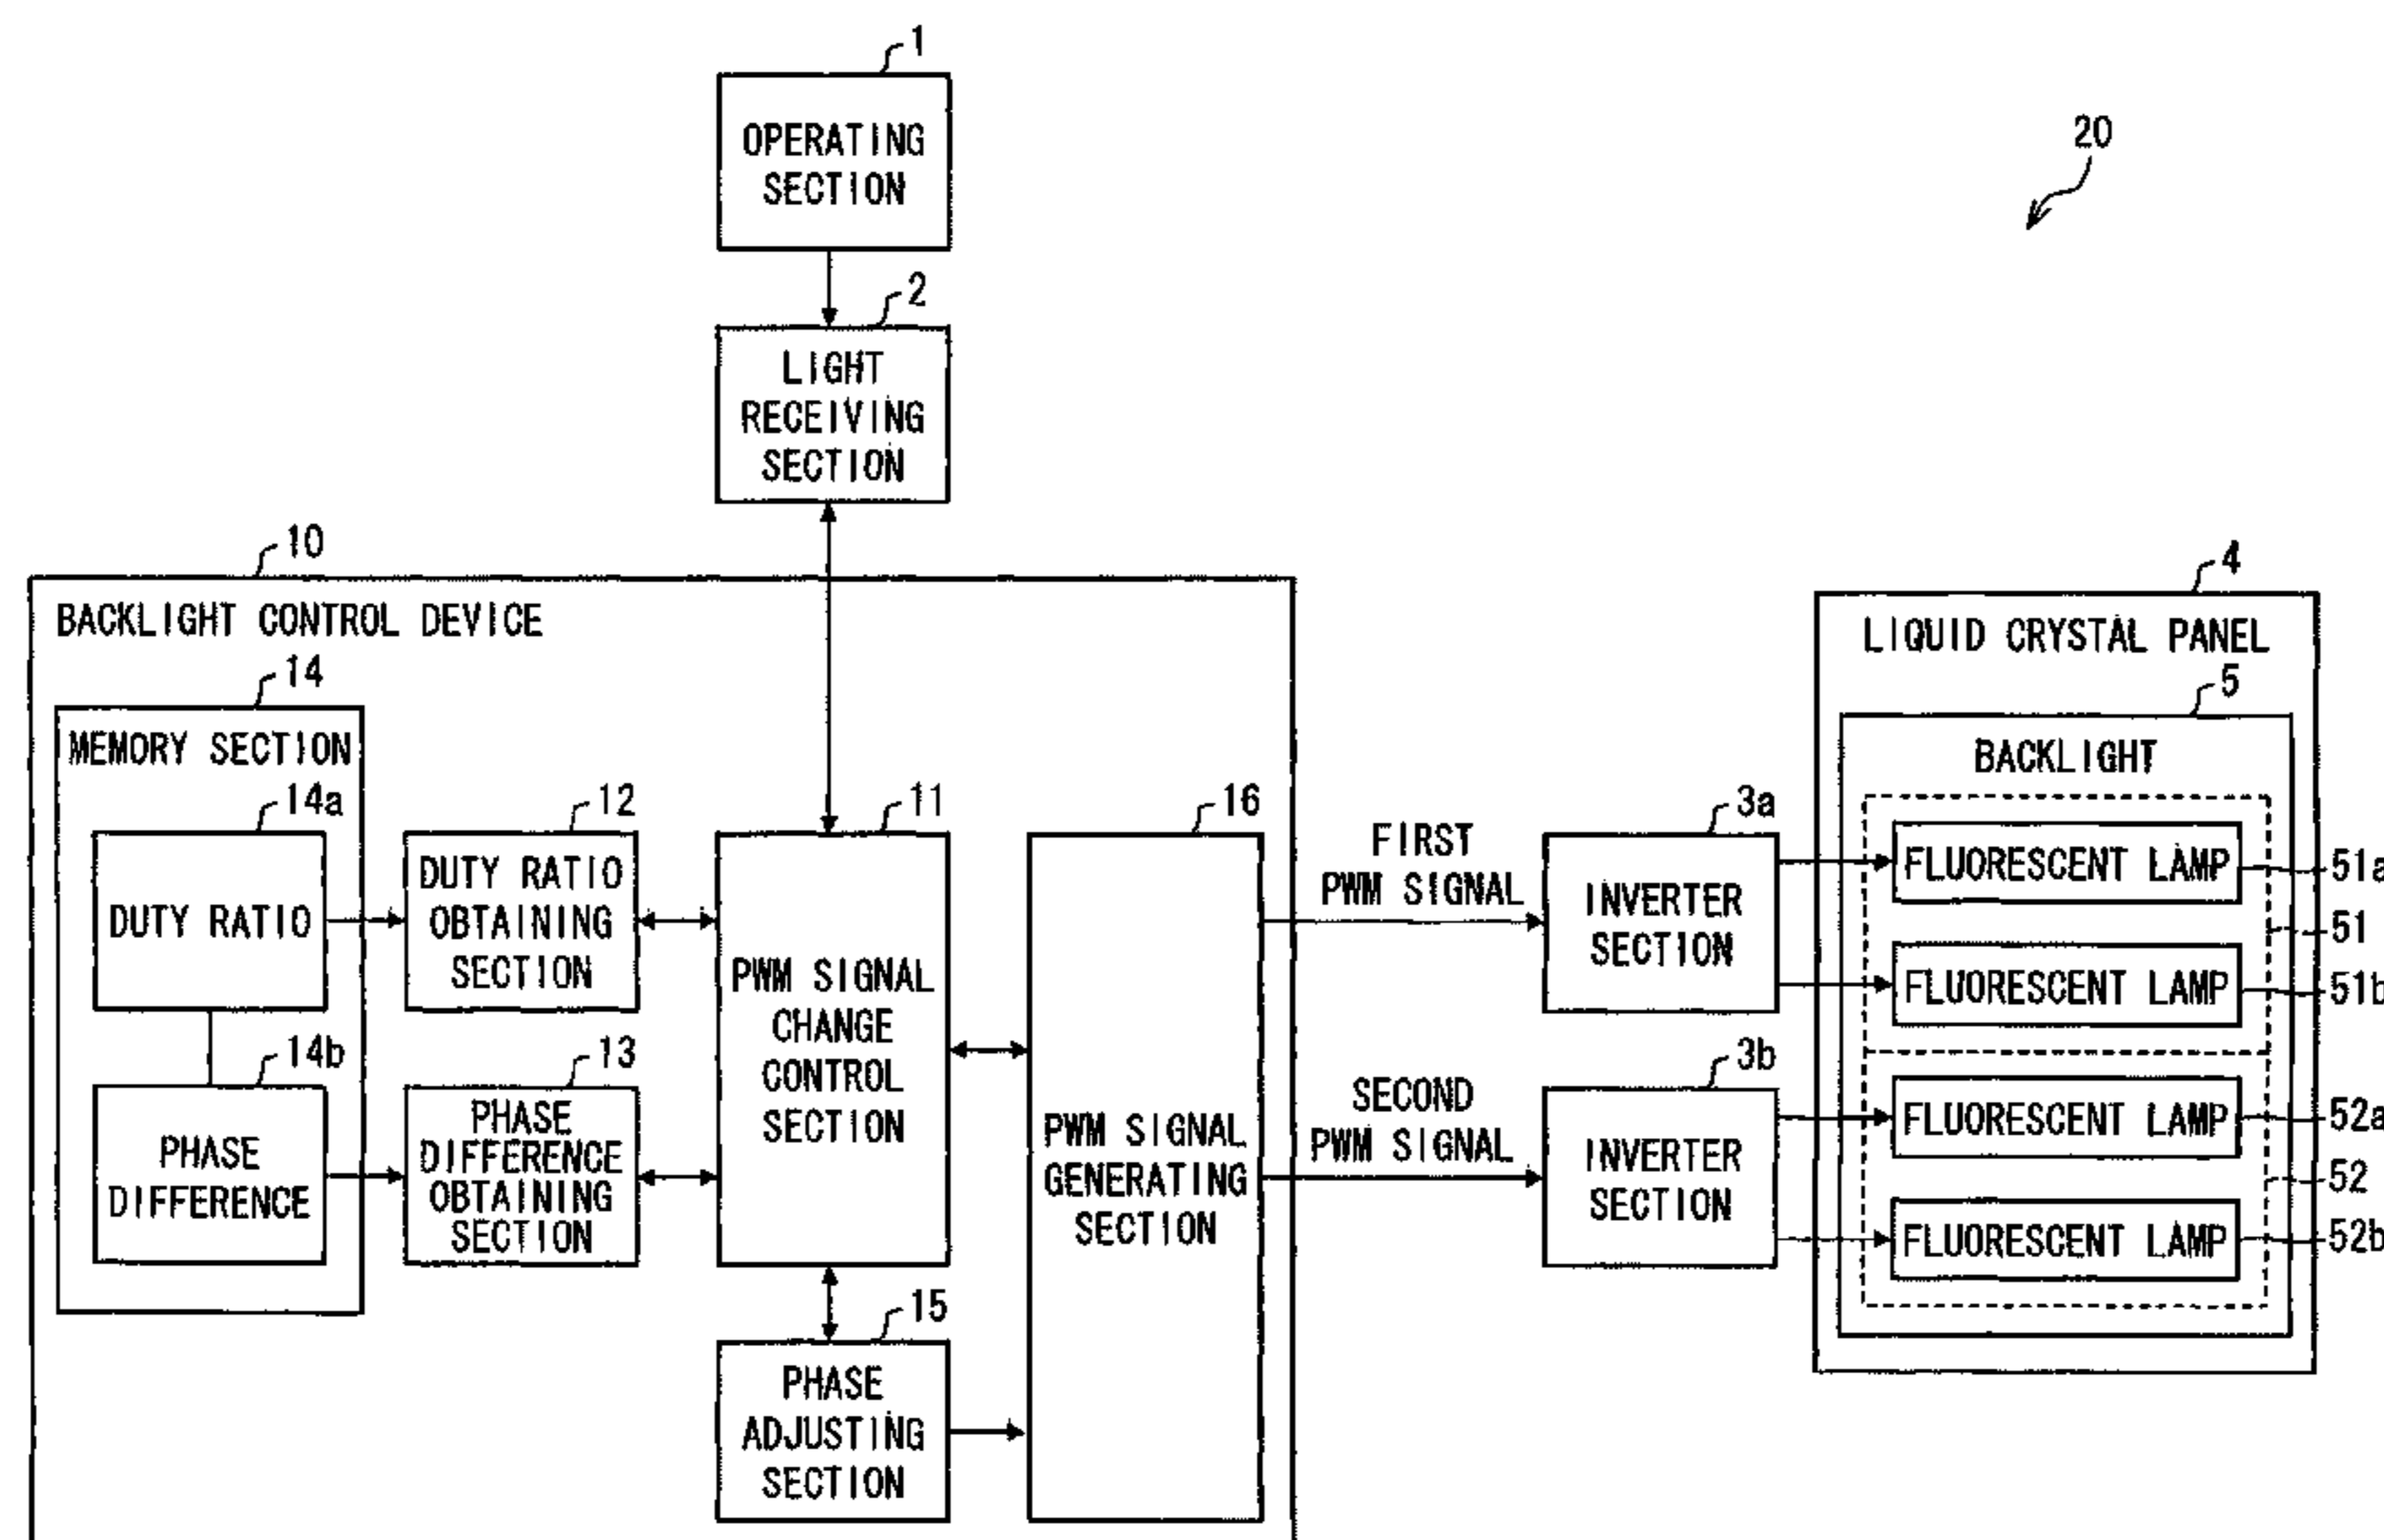 1
OPERATING
SECTION
20
2
LIGHT
RECEIVING
SECTION
10
BACKLIGHT CONTROL DEVICE
14
MEMORY SECTION
14a
DUTY RATIO
14b
PHASE
DIFFERENCE
12
DUTY RATIO
OBTAINING
SECTION
13
PHASE
DIFFERENCE
OBTAINING
SECTION
11
PWM SIGNAL
CHANGE
CONTROL
SECTION
15
PHASE
ADJUSTING
SECTION
16
PWM SIGNAL
GENERATING
SECTION
FIRST
PWM SIGNAL
SECOND
PWM SIGNAL
3a
INVERTER
SECTION
3b
INVERTER
SECTION
4
LIQUID CRYSTAL PANEL
5
BACKLIGHT
FLUORESCENT LAMP
51a
51
FLUORESCENT LAMP
51b
FLUORESCENT LAMP
52a
52
FLUORESCENT LAMP
52b